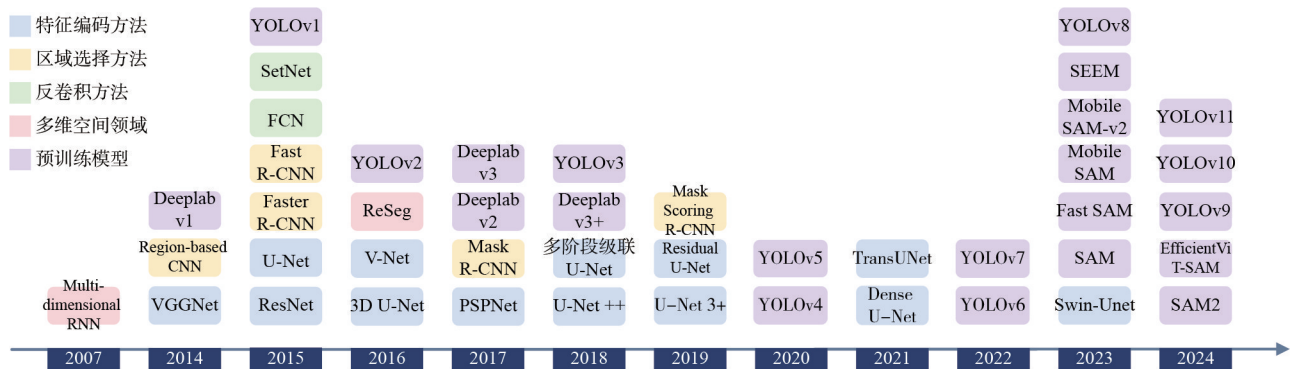 特征编码方法
区域选择方法
反卷积方法
多维空间领域
预训练模型
Multi-
dimensional
RNN
Deeplab
v1
Region-based
CNN
VGGNet
YOLOv1
SetNet
FCN
Fast
R-CNN
Faster
R-CNN
U-Net
ResNet
YOLOv2
ReSeg
V-Net
3D U-Net
Deeplab
v3
Deeplab
v2
Mask
R-CNN
PSPNet
YOLOv3
Deeplab
v3+
多阶段级联
U-Net
U-Net ++
Mask
Scoring
R-CNN
Residual
U-Net
U-Net 3+
YOLOv5
YOLOv4
TransUNet
Dense
U-Net
YOLOv7
YOLOv6
YOLOv8
SEEM
Mobile
SAM-v2
Mobile
SAM
Fast SAM
SAM
Swin-Unet
YOLOv11
YOLOv10
YOLOv9
EfficientVi
T-SAM
SAM2
2007
2014
2015
2016
2017
2018
2019
2020
2021
2022
2023
2024